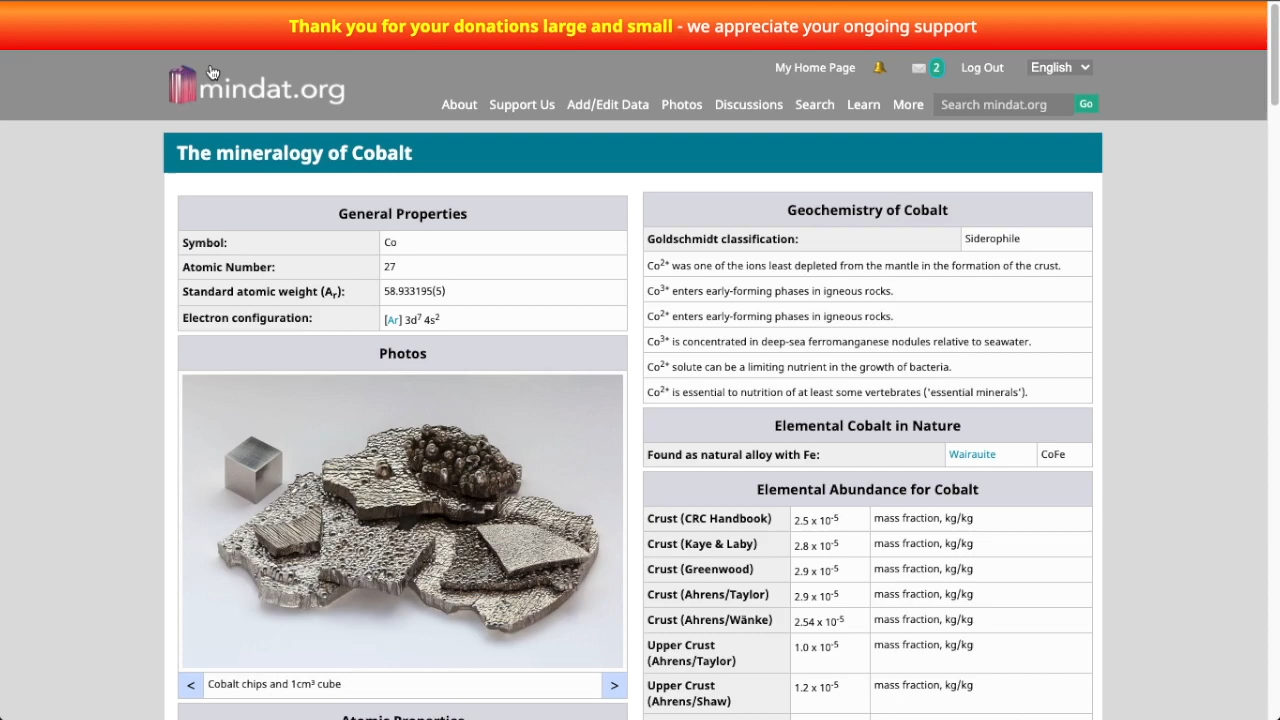 Thank you for your donations large and small - we appreciate your ongoing support
mindat.org
My Home Page 2 Log Out English
About Support Us Add/Edit Data Photos Discussions Search Learn More Search mindat.org Go
The mineralogy of Cobalt
General Properties
Symbol: Co
Atomic Number: 27
Standard atomic weight (Ar): 58.933195(5)
Electron configuration: [Ar] 3d⁷ 4s²
Photos
< Cobalt chips and 1cm³ cube >
Atomic Properties
Geochemistry of Cobalt
Goldschmidt classification: Siderophile
Co²⁺ was one of the ions least depleted from the mantle in the formation of the crust.
Co³⁺ enters early-forming phases in igneous rocks.
Co²⁺ enters early-forming phases in igneous rocks.
Co³⁺ is concentrated in deep-sea ferromanganese nodules relative to seawater.
Co²⁺ solute can be a limiting nutrient in the growth of bacteria.
Co²⁺ is essential to nutrition of at least some vertebrates ('essential minerals').
Elemental Cobalt in Nature
Found as natural alloy with Fe: Wairauite CoFe
Elemental Abundance for Cobalt
Crust (CRC Handbook) 2.5 x 10⁻⁵ mass fraction, kg/kg
Crust (Kaye & Laby) 2.8 x 10⁻⁵ mass fraction, kg/kg
Crust (Greenwood) 2.9 x 10⁻⁵ mass fraction, kg/kg
Crust (Ahrens/Taylor) 2.9 x 10⁻⁵ mass fraction, kg/kg
Crust (Ahrens/Wänke) 2.54 x 10⁻⁵ mass fraction, kg/kg
Upper Crust 1.0 x 10⁻⁵ mass fraction, kg/kg
(Ahrens/Taylor)
Upper Crust 1.2 x 10⁻⁵ mass fraction, kg/kg
(Ahrens/Shaw)